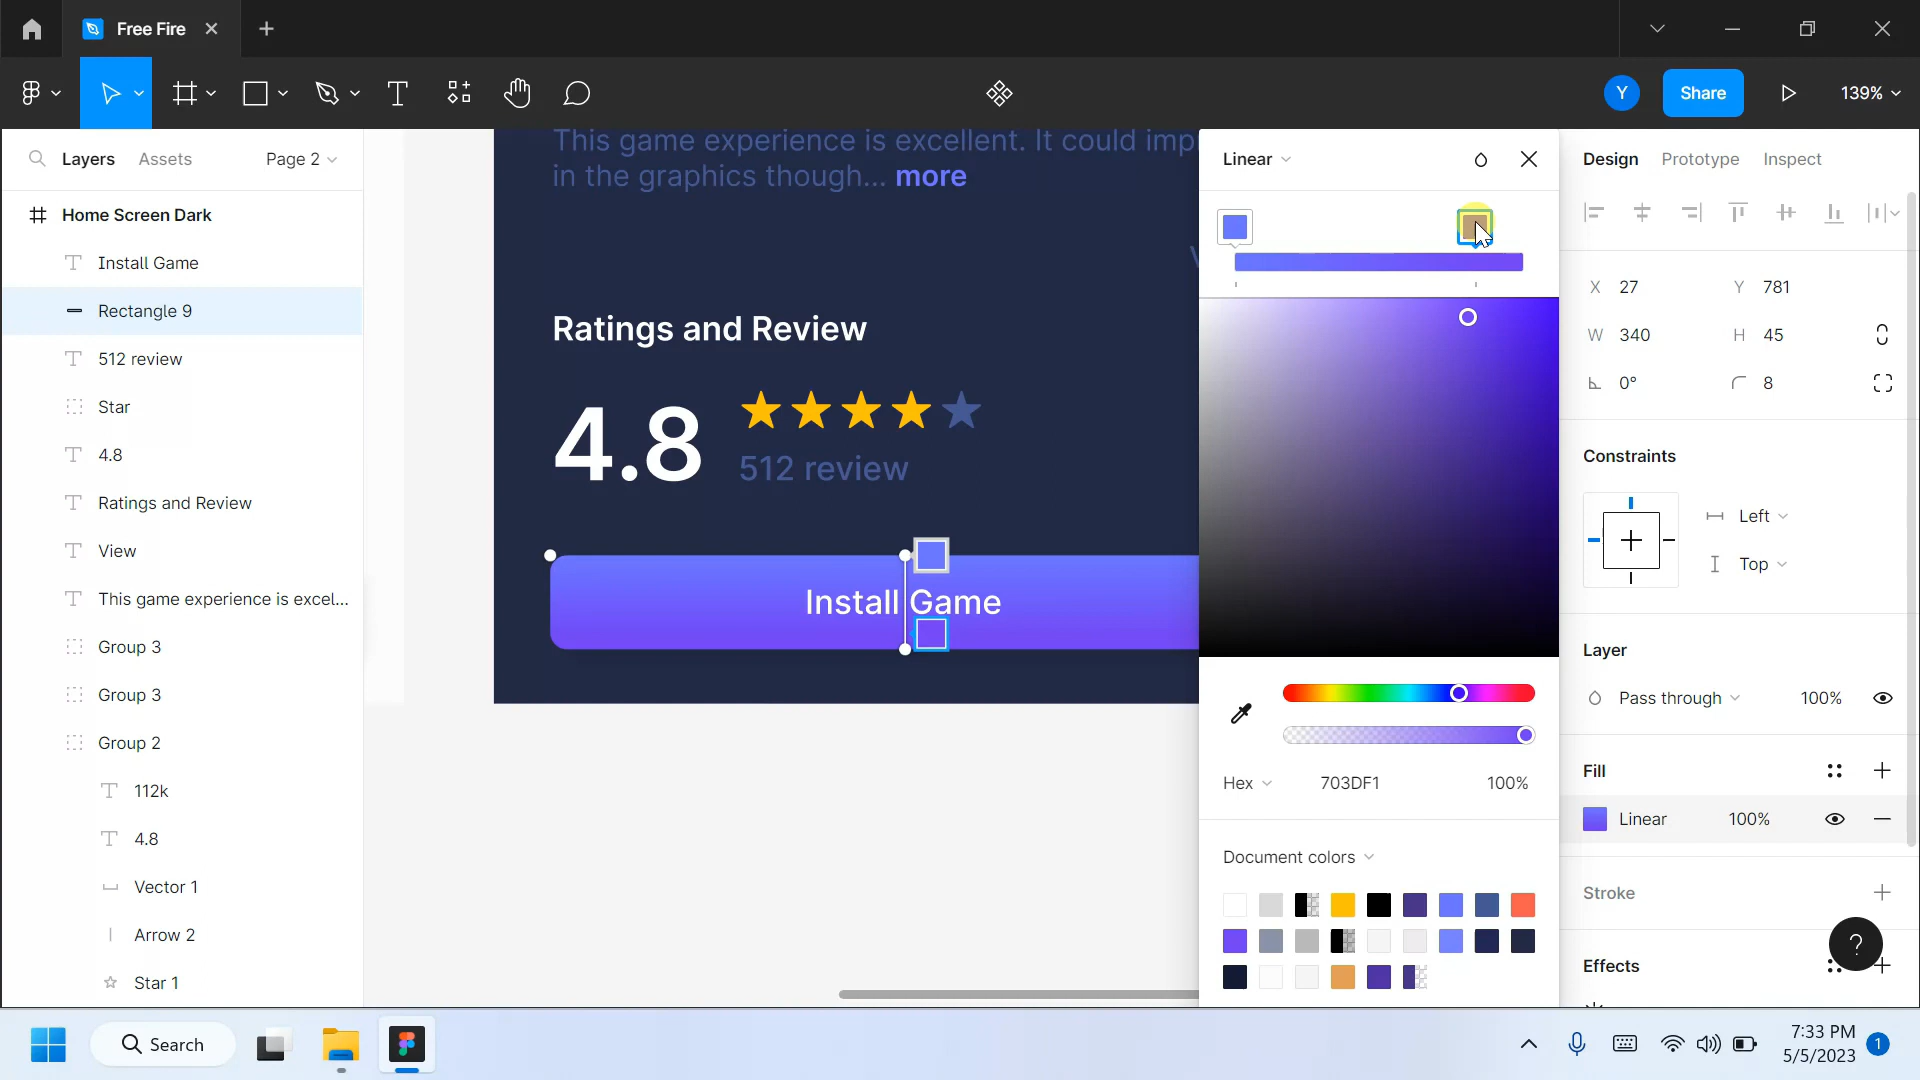 Free Fire
Y
Share
139%
Layers
Assets
Page 2
Home Screen Dark
Install Game
Rectangle 9
512 review
Star
4.8
Ratings and Review
View
This game experience is excel...
Group 3
Group 3
Group 2
112k
4.8
Vector 1
Arrow 2
Star 1
This game experience is excellent. It could imp
in the graphics though... more
Ratings and Review
4.8
512 review
Install Game
Linear
Hex
703DF1
100%
Document colors
Design
Prototype
Inspect
X 27
Y 781
W 340
H 45
0°
8
Constraints
Left
Top
Layer
Pass through
100%
Fill
Linear
100%
Stroke
Effects
?
Search
7:33 PM
5/5/2023
1